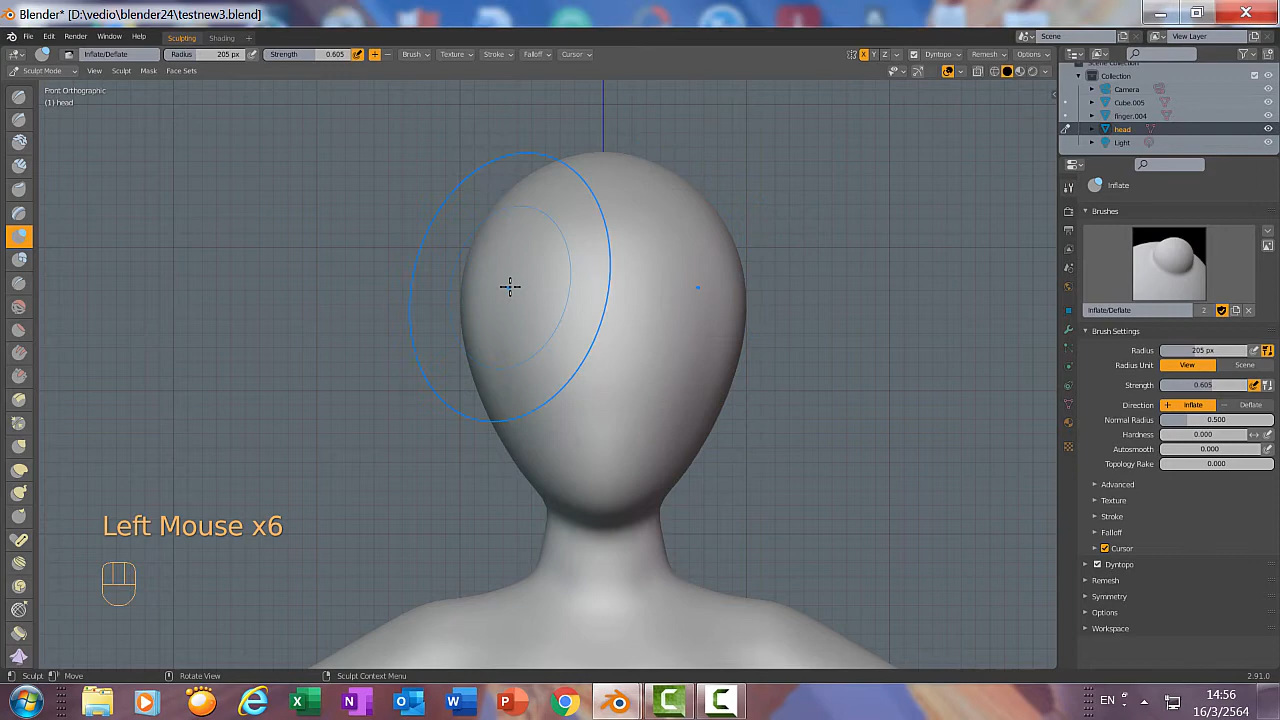 Blender* [D:\vedio\blender24\testnew3.blend]
File Edit Render Window Help Sculpting Shading + Scene View Layer
Inflate/Deflate Radius 205 px Strength 0.605 + − Brush Texture Stroke Falloff Cursor X Y Z Dyntopo Remesh Options
Sculpt Mode View Sculpt Mask Face Sets
Front Orthographic
(1) head
Scene Collection
Collection
Camera
Cube.005
finger.004
head
Light
Inflate
Brushes
Inflate/Deflate 2
Brush Settings
Radius 205 px
Radius Unit View Scene
Strength 0.605
Direction + Inflate − Deflate
Normal Radius 0.500
Hardness 0.000
Autosmooth 0.000
Topology Rake 0.000
Advanced
Texture
Stroke
Falloff
Cursor
Dyntopo
Remesh
Symmetry
Options
Workspace
Left Mouse x6
Sculpt Move Rotate View Sculpt Context Menu 2.91.0
EN 14:56
16/3/2564